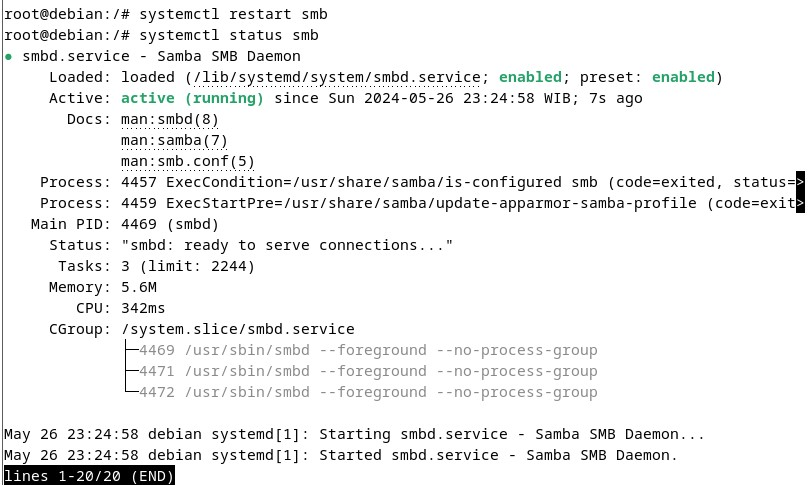 root@debian:/# systemctl restart smb
root@debian:/# systemctl status smb
● smbd.service - Samba SMB Daemon
     Loaded: loaded (/lib/systemd/system/smbd.service; enabled; preset: enabled)
     Active: active (running) since Sun 2024-05-26 23:24:58 WIB; 7s ago
       Docs: man:smbd(8)
             man:samba(7)
             man:smb.conf(5)
    Process: 4457 ExecCondition=/usr/share/samba/is-configured smb (code=exited, status=>
    Process: 4459 ExecStartPre=/usr/share/samba/update-apparmor-samba-profile (code=exit>
   Main PID: 4469 (smbd)
     Status: "smbd: ready to serve connections..."
      Tasks: 3 (limit: 2244)
     Memory: 5.6M
        CPU: 342ms
     CGroup: /system.slice/smbd.service
             ├─4469 /usr/sbin/smbd --foreground --no-process-group
             ├─4471 /usr/sbin/smbd --foreground --no-process-group
             └─4472 /usr/sbin/smbd --foreground --no-process-group

May 26 23:24:58 debian systemd[1]: Starting smbd.service - Samba SMB Daemon...
May 26 23:24:58 debian systemd[1]: Started smbd.service - Samba SMB Daemon.
lines 1-20/20 (END)